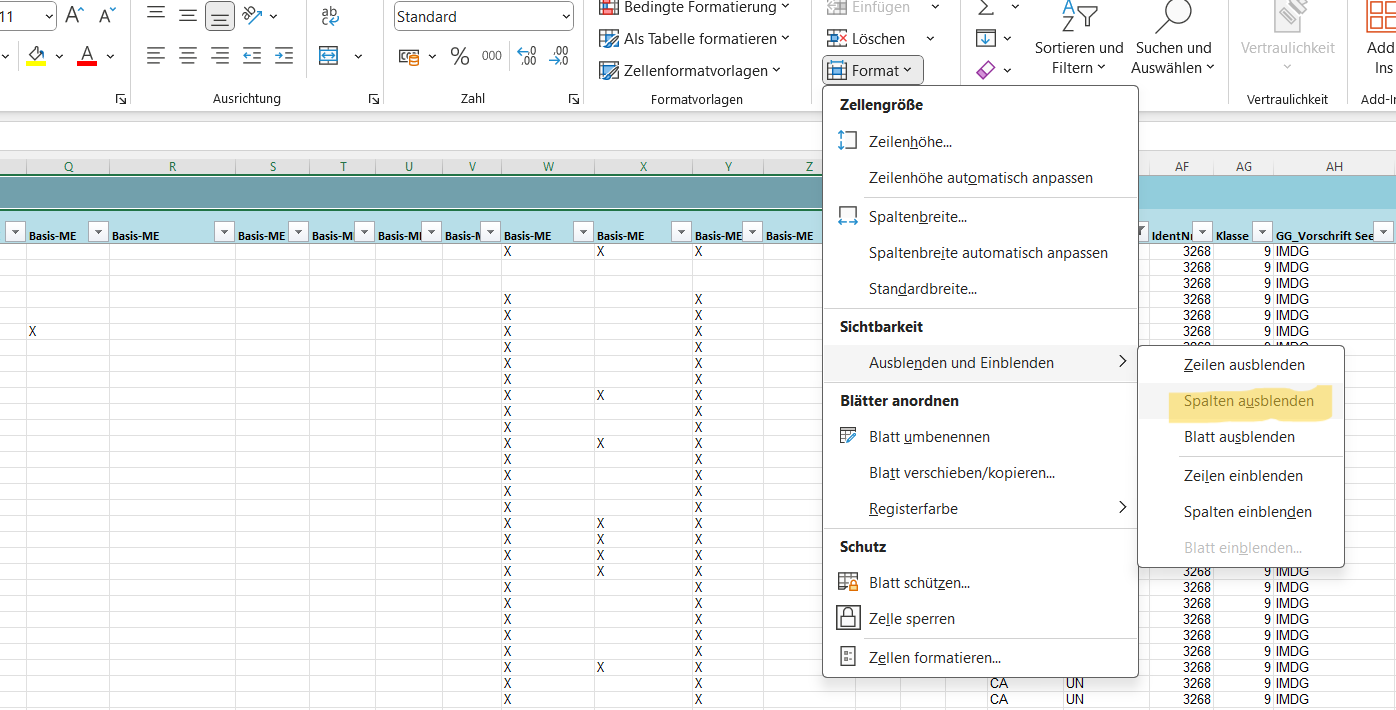 11
Standard
Bedingte Formatierung
Einfügen
Als Tabelle formatieren
Löschen
% 000
Zellenformatvorlagen
Format
Sortieren und
Filtern
Suchen und
Auswählen
Vertraulichkeit
Add
Ins
Ausrichtung
Zahl
Formatvorlagen
Vertraulichkeit
Add-in
Zellengröße
Zeilenhöhe...
Zeilenhöhe automatisch anpassen
Spaltenbreite...
Spaltenbreite automatisch anpassen
Standardbreite...
Sichtbarkeit
Ausblenden und Einblenden
Blätter anordnen
Blatt umbenennen
Blatt verschieben/kopieren...
Registerfarbe
Schutz
Blatt schützen...
Zelle sperren
Zellen formatieren...
Zeilen ausblenden
Spalten ausblenden
Blatt ausblenden
Zeilen einblenden
Spalten einblenden
Blatt einblenden...
Q R S T U V W X Y Z AF AG AH
Basis-ME Basis-ME Basis-ME Basis-M Basis-M Basis-M Basis-ME Basis-ME Basis-ME Basis-ME IdentN Klasse GG_Vorschrift See
X X X 3268 9 IMDG
3268 9 IMDG
3268 9 IMDG
X X 3268 9 IMDG
X X 3268 9 IMDG
X X X 3268 9 IMDG
X X
X X
X X
X X X
X X
X X
X X X
X X
X X
X X
X X
X X X
X X X
X X X
X X X 3268 9 IMDG
X X 3268 9 IMDG
X X 3268 9 IMDG
X X 3268 9 IMDG
X X 3268 9 IMDG
X X 3268 9 IMDG
X X X 3268 9 IMDG
X X CA UN 3268 9 IMDG
X X CA UN 3268 9 IMDG